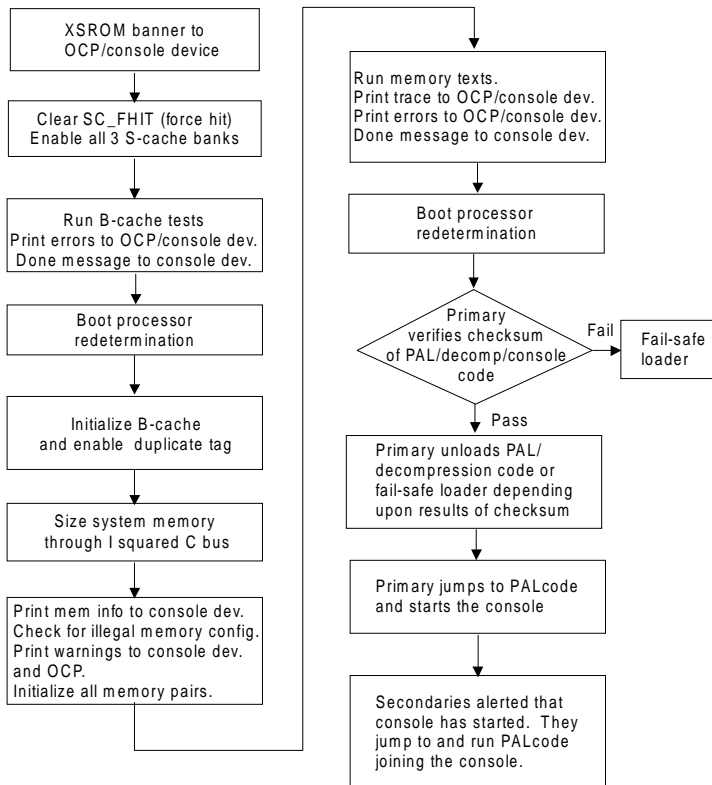 XSROM banner to
OCP/console device
Clear SC_FHIT (force hit)
Enable all 3 S-cache banks
Run B-cache tests
Print errors to OCP/console dev.
Done message to console dev.
Boot processor
redetermination
Initialize B-cache
and enable duplicate tag
Size system memory
through I squared C bus
Print mem info to console dev.
Check for illegal memory config.
Print warnings to console dev.
and OCP.
Initialize all memory pairs.
Run memory texts.
Print trace to OCP/console dev.
Print errors to OCP/console dev.
Done message to console dev.
Boot processor
redetermination
Primary
verifies checksum
of PAL/decomp/console
code
Fail
Fail-safe
loader
Pass
Primary unloads PAL/
decompression code or
fail-safe loader depending
upon results of checksum
Primary jumps to PALcode
and starts the console
Secondaries alerted that
console has started. They
jump to and run PALcode
joining the console.